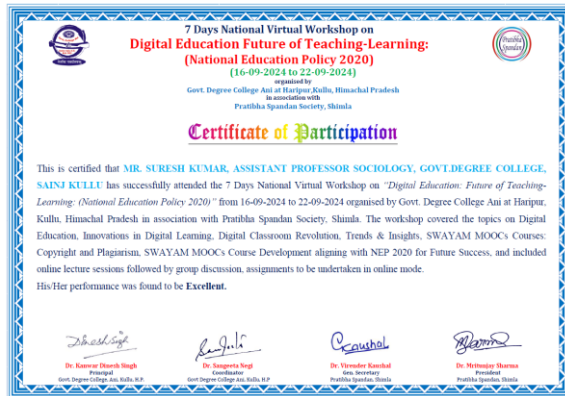 7 Days National Virtual Workshop on
Digital Education Future of Teaching-Learning:
(National Education Policy 2020)
(16-09-2024 to 22-09-2024)
organised by
Govt. Degree College Ani at Haripur,Kullu, Himachal Pradesh
in association with
Pratibha Spandan Society, Shimla
Pratibha
Spandan
Certificate of Participation
This is certified that MR. SURESH KUMAR, ASSISTANT PROFESSOR SOCIOLOGY, GOVT.DEGREE COLLEGE,
SAINJ KULLU has successfully attended the 7 Days National Virtual Workshop on "Digital Education: Future of Teaching-
Learning: (National Education Policy 2020)" from 16-09-2024 to 22-09-2024 organised by Govt. Degree College Ani at Haripur,
Kullu, Himachal Pradesh in association with Pratibha Spandan Society, Shimla. The workshop covered the topics on Digital
Education, Innovations in Digital Learning, Digital Classroom Revolution, Trends & Insights, SWAYAM MOOCs Courses:
Copyright and Plagiarism, SWAYAM MOOCs Course Development aligning with NEP 2020 for Future Success, and included
online lecture sessions followed by group discussion, assignments to be undertaken in online mode.
His/Her performance was found to be Excellent.
Dr. Kanwar Dinesh Singh
Principal
Govt. Degree College, Ani, Kullu, H.P.
Dr. Sangeeta Negi
Coordinator
Govt Degree College Ani, Kullu, H.P
Dr. Virender Kaushal
Gen. Secretary
Pratibha Spandan, Shimla
Dr. Mritunjay Sharma
President
Pratibha Spandan, Shimla